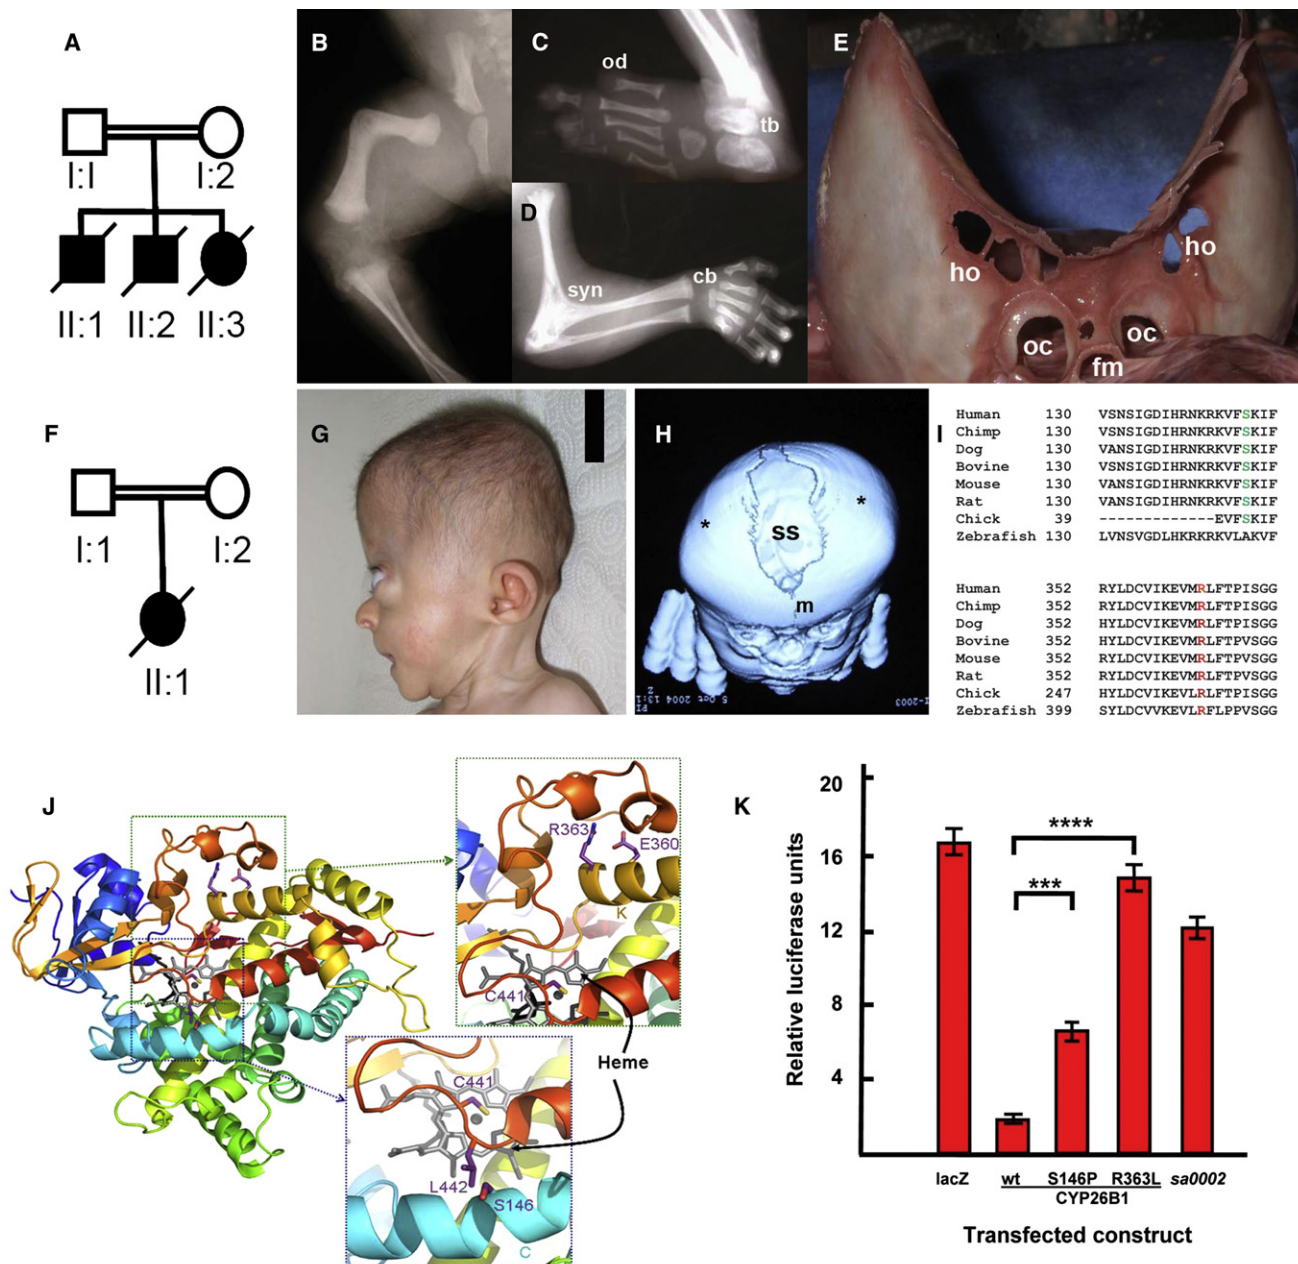 A
I:I
I:2
II:1
II:2
II:3
B
C
od
tb
D
syn
cb
E
ho
ho
oc
oc
fm
F
I:1
I:2
II:1
G
H
*
*
ss
m
I
Human 130 VSNSIGDIHRNKRKVFSKIF
Chimp 130 VSNSIGDIHRNKRKVFSKIF
Dog 130 VANSIGDIHRNKRKVFSKIF
Bovine 130 VSNSIGDIHRNKRKVFSKIF
Mouse 130 VANSIGDIHRNKRKVFSKIF
Rat 130 VANSIGDIHRNKRKVFSKIF
Chick 39 -------------EVFSKIF
Zebrafish 130 LVNSVGDLHKRKRKVLAKVF
Human 352 RYLDCVIKEVMRLFTPISGG
Chimp 352 RYLDCVIKEVMRLFTPISGG
Dog 352 HYLDCVIKEVMRLFTPISGG
Bovine 352 HYLDCVIKEVMRLFTPVSGG
Mouse 352 RYLDCVIKEVMRLFTPVSGG
Rat 352 RYLDCVIKEVMRLFTPVSGG
Chick 247 HYLDCVIKEVLRLFTPISGG
Zebrafish 399 SYLDCVVKEVLRFLPPVSGG
J
R363
E360
K
C441
Heme
C441
L442
S146
C
K
Relative luciferase units
20
16
12
8
4
****
***
lacZ
wt
S146P
R363L
sa0002
CYP26B1
Transfected construct